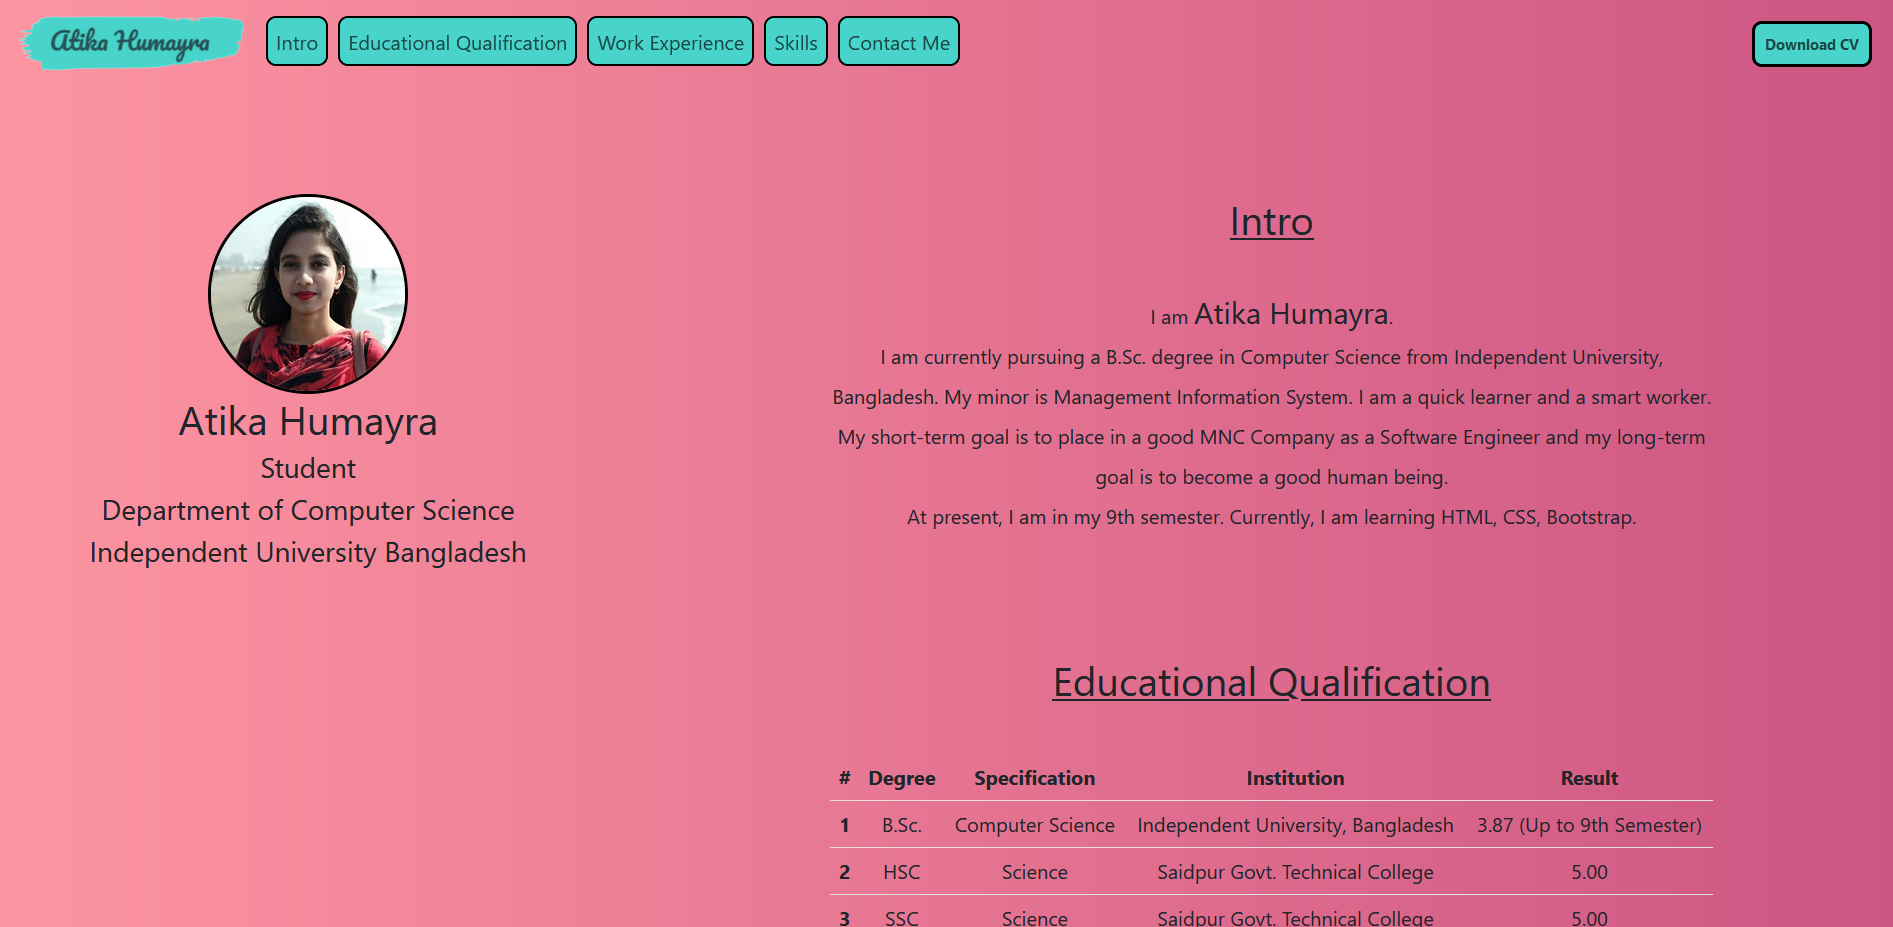 Atika Humayra
Intro
Educational Qualification
Work Experience
Skills
Contact Me
Download CV
Atika Humayra
Student
Department of Computer Science
Independent University Bangladesh
Intro
I am Atika Humayra.
I am currently pursuing a B.Sc. degree in Computer Science from Independent University,
Bangladesh. My minor is Management Information System. I am a quick learner and a smart worker.
My short-term goal is to place in a good MNC Company as a Software Engineer and my long-term
goal is to become a good human being.
At present, I am in my 9th semester. Currently, I am learning HTML, CSS, Bootstrap.
Educational Qualification
# Degree Specification Institution Result
1 B.Sc. Computer Science Independent University, Bangladesh 3.87 (Up to 9th Semester)
2 HSC Science Saidpur Govt. Technical College 5.00
3 SSC Science Saidpur Govt. Technical College 5.00